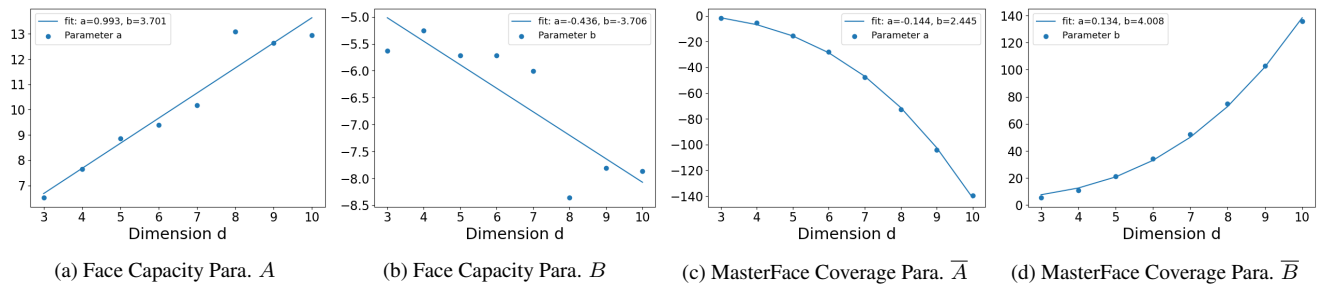 fit: a=0.993, b=3.701
Parameter a
13
12
11
10
9
8
7
3 4 5 6 7 8 9 10
Dimension d
(a) Face Capacity Para. A
fit: a=-0.436, b=-3.706
Parameter a
−5.0
−5.5
−6.0
−6.5
−7.0
−7.5
−8.0
−8.5
3 4 5 6 7 8 9 10
Dimension d
(b) Face Capacity Para. B
fit: a=-0.144, b=2.445
Parameter a
0
−20
−40
−60
−80
−100
−120
−140
3 4 5 6 7 8 9 10
Dimension d
(c) MasterFace Coverage Para. A̅
fit: a=0.134, b=4.008
Parameter b
140
120
100
80
60
40
20
0
3 4 5 6 7 8 9 10
Dimension d
(d) MasterFace Coverage Para. B̅